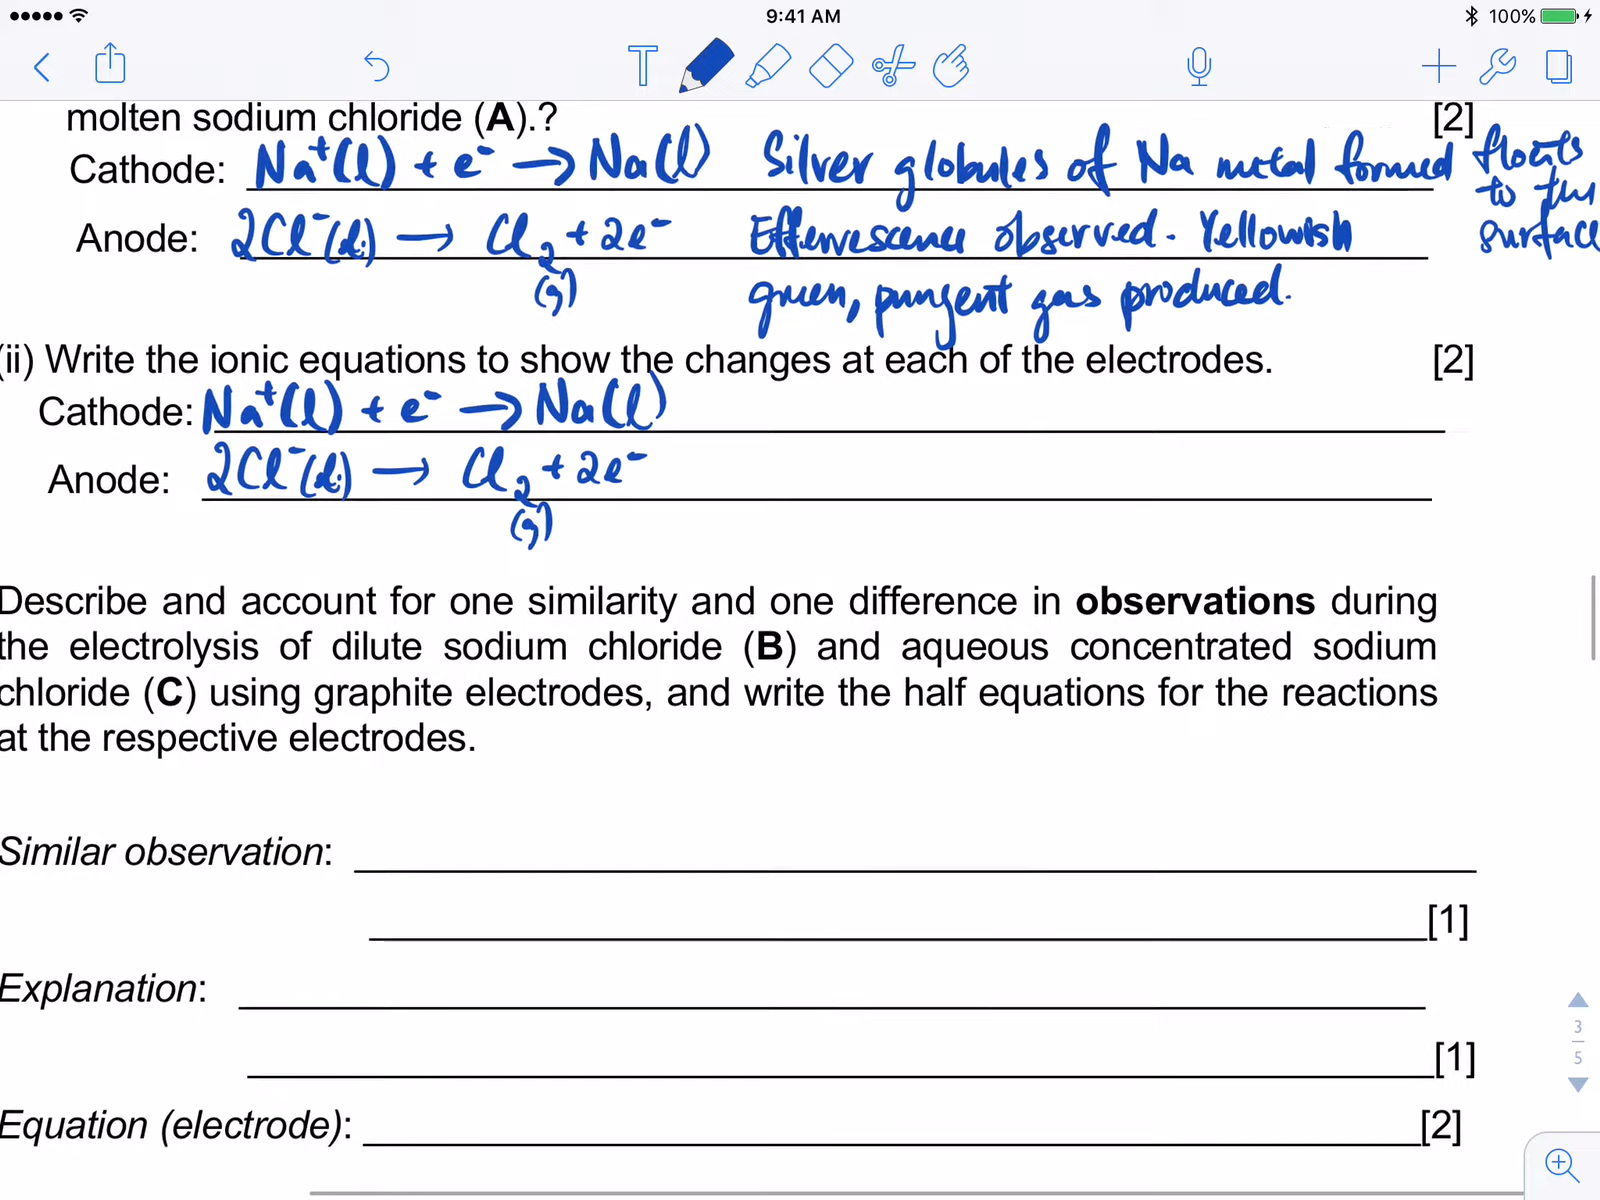 9:41 AM
100%
T
molten sodium chloride (A).? [2]
Cathode: Na⁺(l) + e⁻ → Na(l) Silver globules of Na metal formed floats to the surface
Anode: 2Cl⁻(l) → Cl₂(g) + 2e⁻ Effervescence observed. Yellowish
green, pungent gas produced.
(ii) Write the ionic equations to show the changes at each of the electrodes. [2]
Cathode: Na⁺(l) + e⁻ → Na(l)
Anode: 2Cl⁻(l) → Cl₂(g) + 2e⁻
Describe and account for one similarity and one difference in observations during
the electrolysis of dilute sodium chloride (B) and aqueous concentrated sodium
chloride (C) using graphite electrodes, and write the half equations for the reactions
at the respective electrodes.
Similar observation:
[1]
Explanation:
[1]
Equation (electrode): [2]
3
5